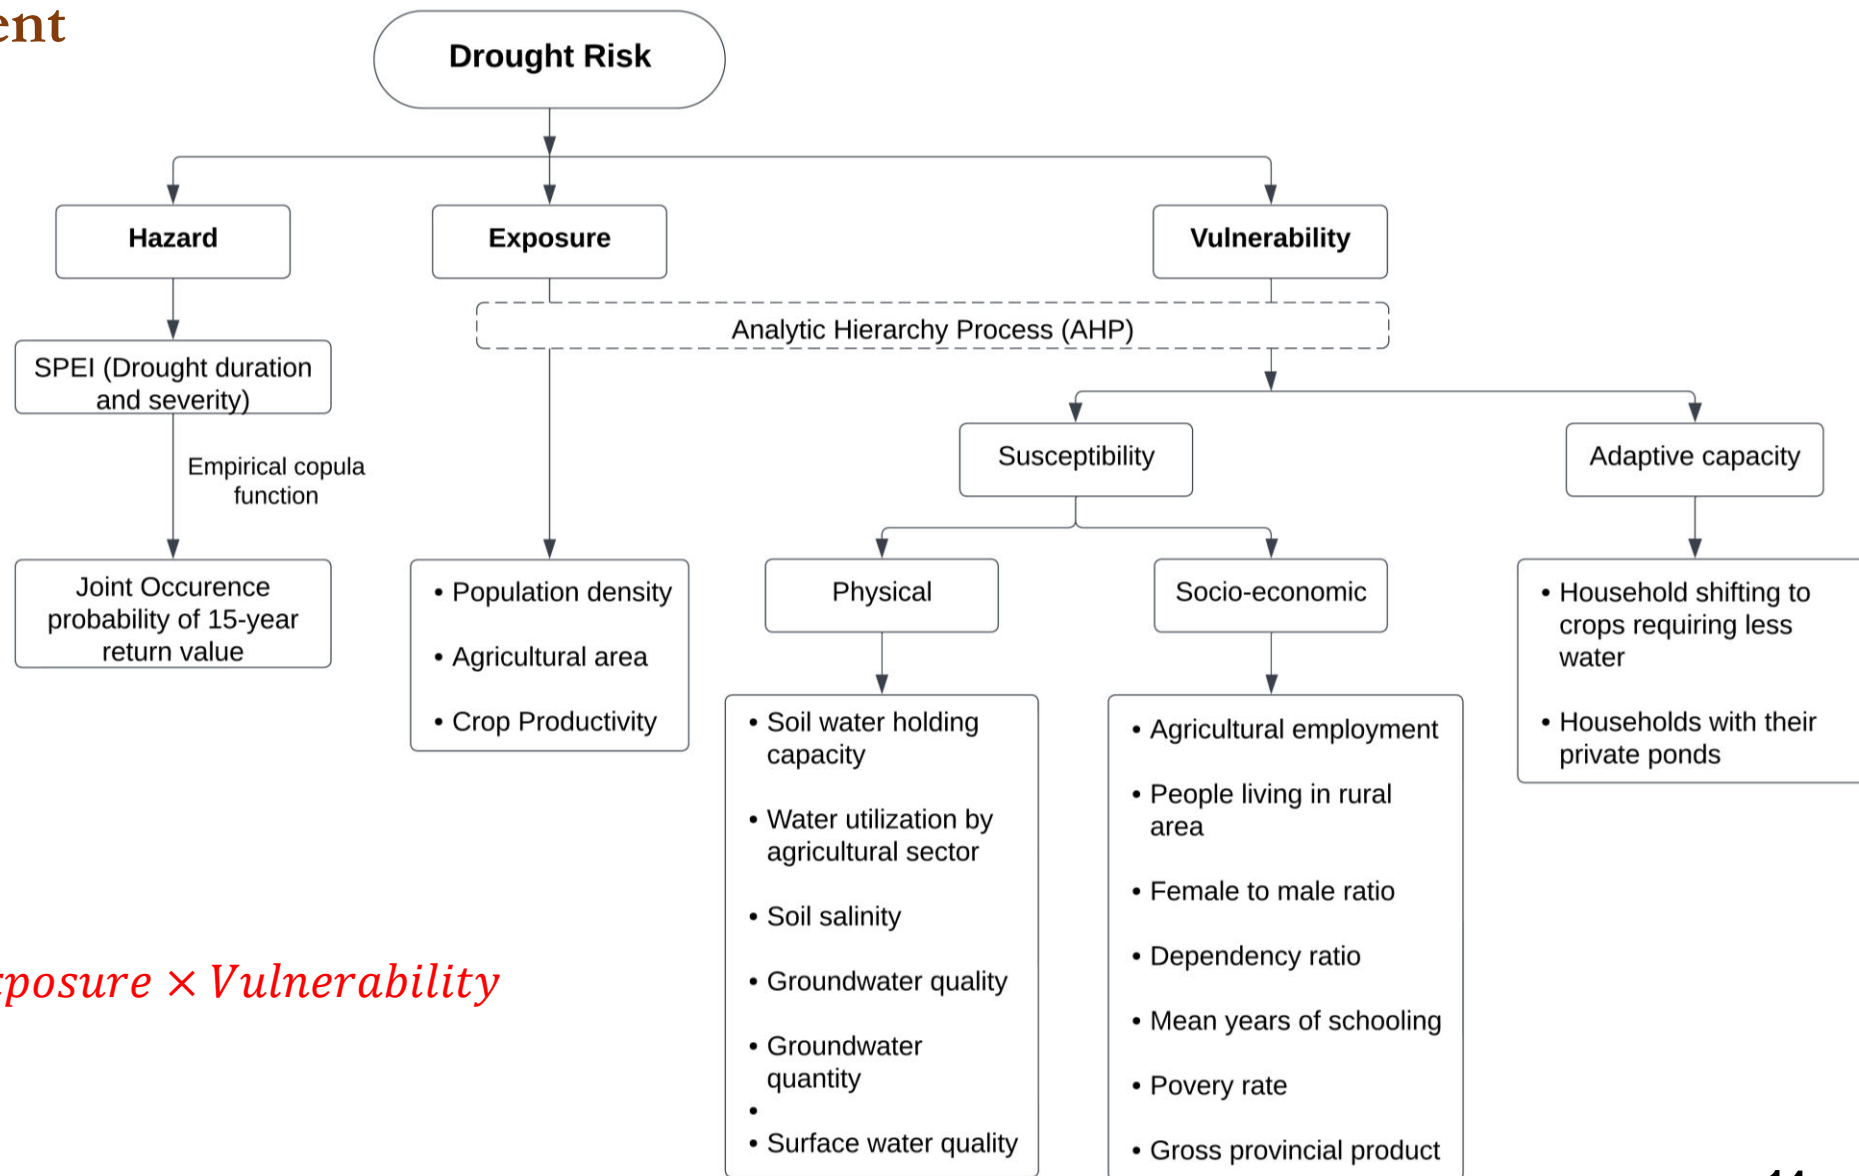 ent
Drought Risk
Hazard
Exposure
Vulnerability
Analytic Hierarchy Process (AHP)
SPEI (Drought duration
and severity)
Empirical copula
function
Joint Occurence
probability of 15-year
return value
• Population density
• Agricultural area
• Crop Productivity
Susceptibility
Adaptive capacity
Physical
Socio-economic
• Soil water holding
capacity
• Water utilization by
agricultural sector
• Soil salinity
• Groundwater quality
• Groundwater
quantity
•
• Surface water quality
• Agricultural employment
• People living in rural
area
• Female to male ratio
• Dependency ratio
• Mean years of schooling
• Povery rate
• Gross provincial product
• Household shifting to
crops requiring less
water
• Households with their
private ponds
xposure × Vulnerability